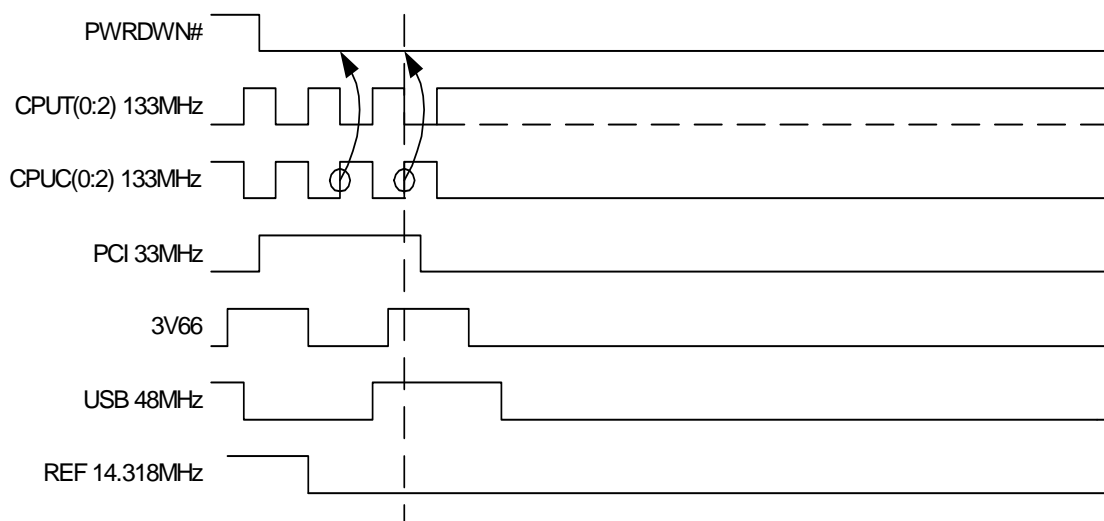 PWRDWN#
CPUT(0:2) 133MHz
CPUC(0:2) 133MHz
PCI 33MHz
3V66
USB 48MHz
REF 14.318MHz